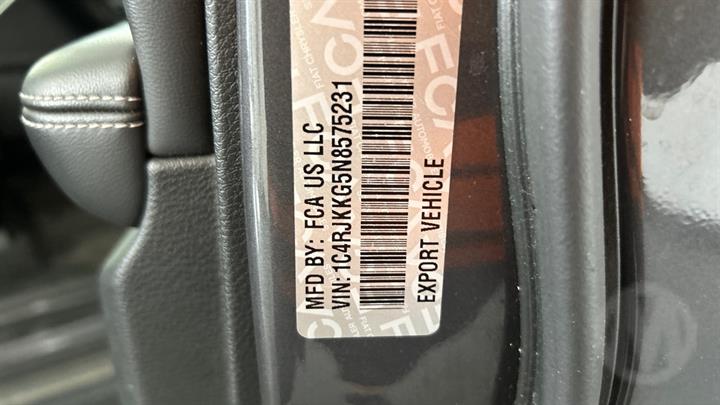 MFD BY: FCA US LLC
VIN: 1C4RJKKG5N8575231
EXPORT VEHICLE